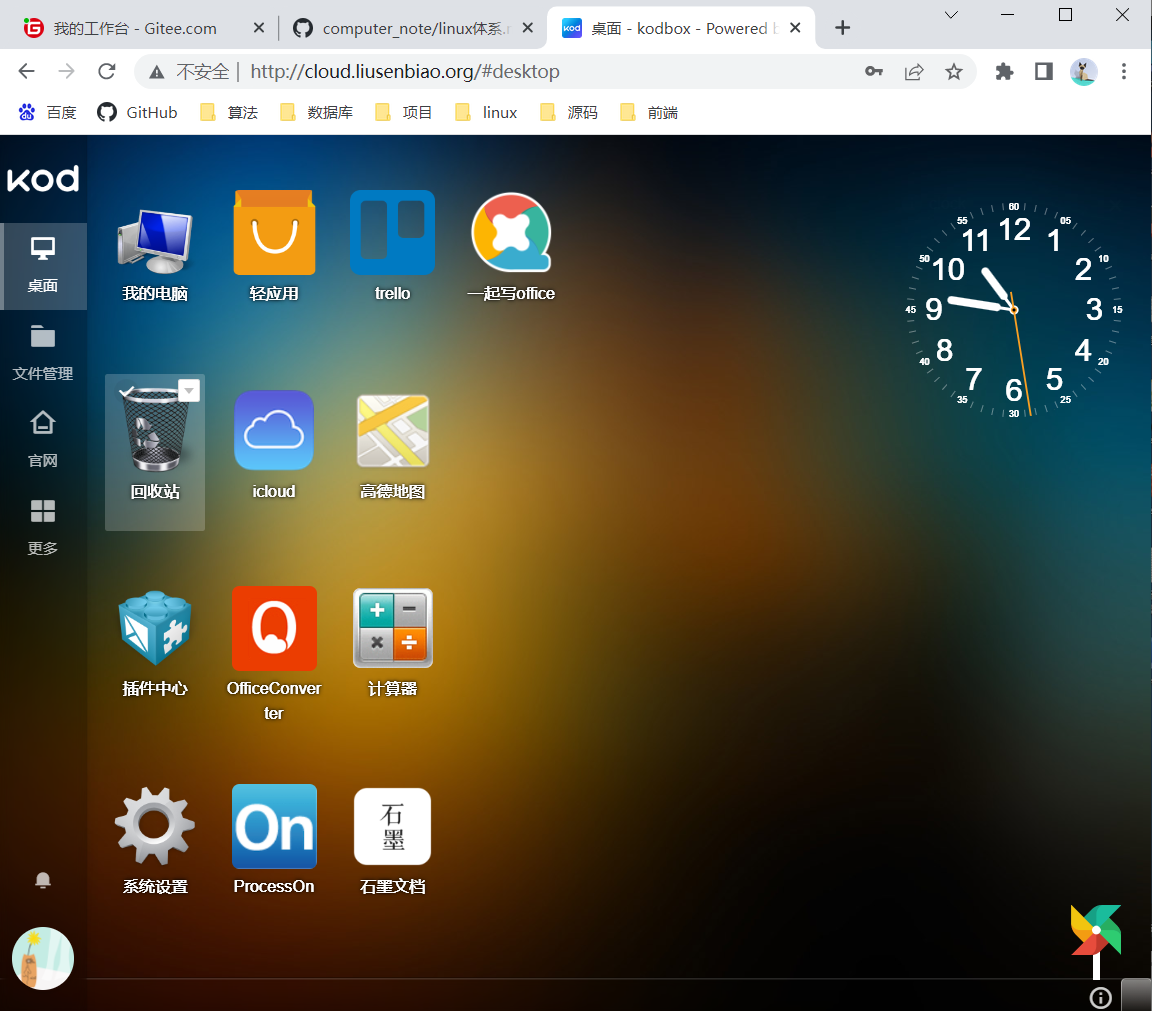 我的工作台 - Gitee.com
computer_note/linux体系.
桌面 - kodbox - Powered
不安全
http://cloud.liusenbiao.org/#desktop
du
百度
GitHub
算法
数据库
项目
linux
源码
前端
kod
桌面
文件管理
官网
更多
我的电脑
轻应用
trello
一起写office
回收站
icloud
高德地图
插件中心
OfficeConver
ter
计算器
系统设置
On
ProcessOn
石
墨
石墨文档
60
05
10
15
20
25
30
35
40
45
50
55
12
1
2
3
4
5
6
7
8
9
10
11